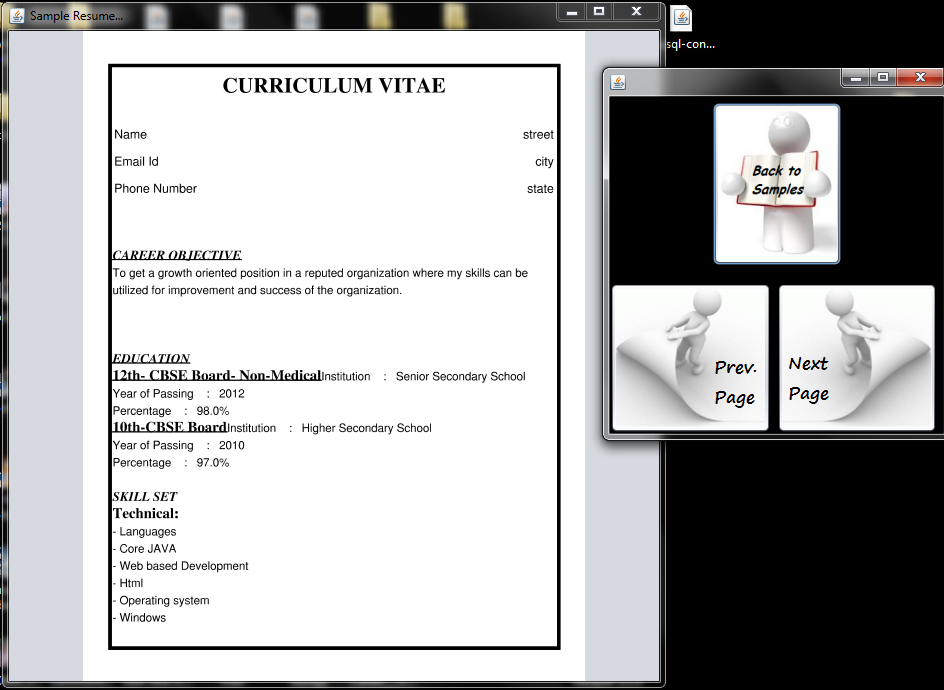 Sample Resume...
CURRICULUM VITAE
Name street
Email Id city
Phone Number state
CAREER OBJECTIVE
To get a growth oriented position in a reputed organization where my skills can be
utilized for improvement and success of the organization.
EDUCATION
12th- CBSE Board- Non-MedicalInstitution : Senior Secondary School
Year of Passing : 2012
Percentage : 98.0%
10th-CBSE BoardInstitution : Higher Secondary School
Year of Passing : 2010
Percentage : 97.0%
SKILL SET
Technical:
- Languages
- Core JAVA
- Web based Development
- Html
- Operating system
- Windows
sql-con...
Back to
Samples
Prev.
Page
Next
Page